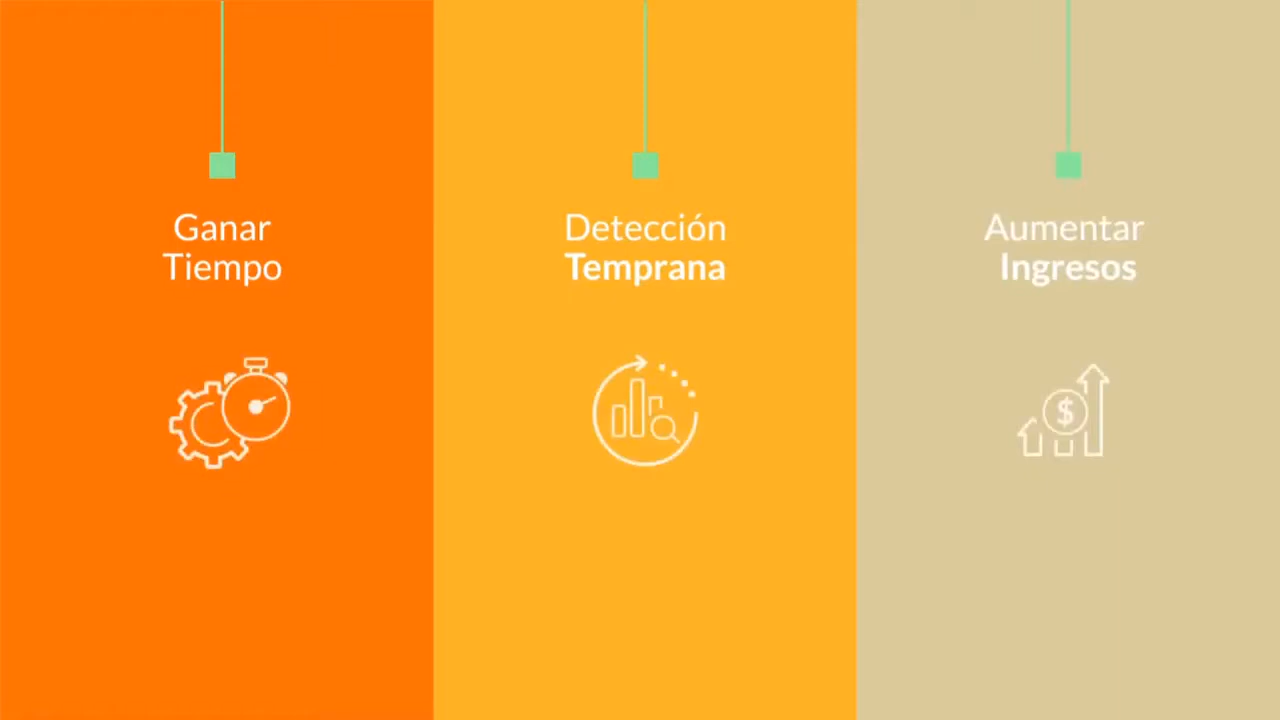 Ganar
Tiempo
Detección
Temprana
Aumentar
Ingresos
$